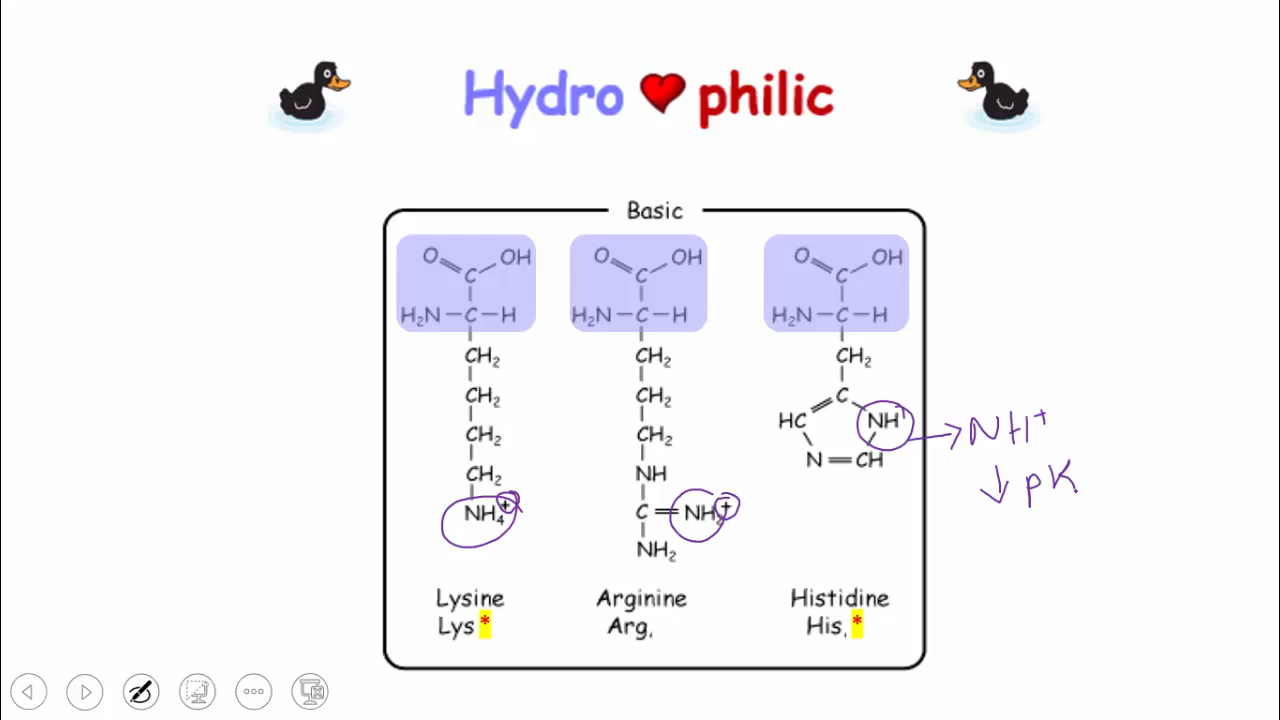 Hydro philic
Basic
O OH O OH O OH
C C C
H₂N C H H₂N C H H₂N C H
CH₂ CH₂ CH₂
CH₂ CH₂ C
CH₂ CH₂ HC NH⁺ NH⁺
CH₂ NH N CH ↓ pK
NH₄⁺ C NH₂⁺
NH₂
Lysine Arginine Histidine
Lys * Arg, His, *